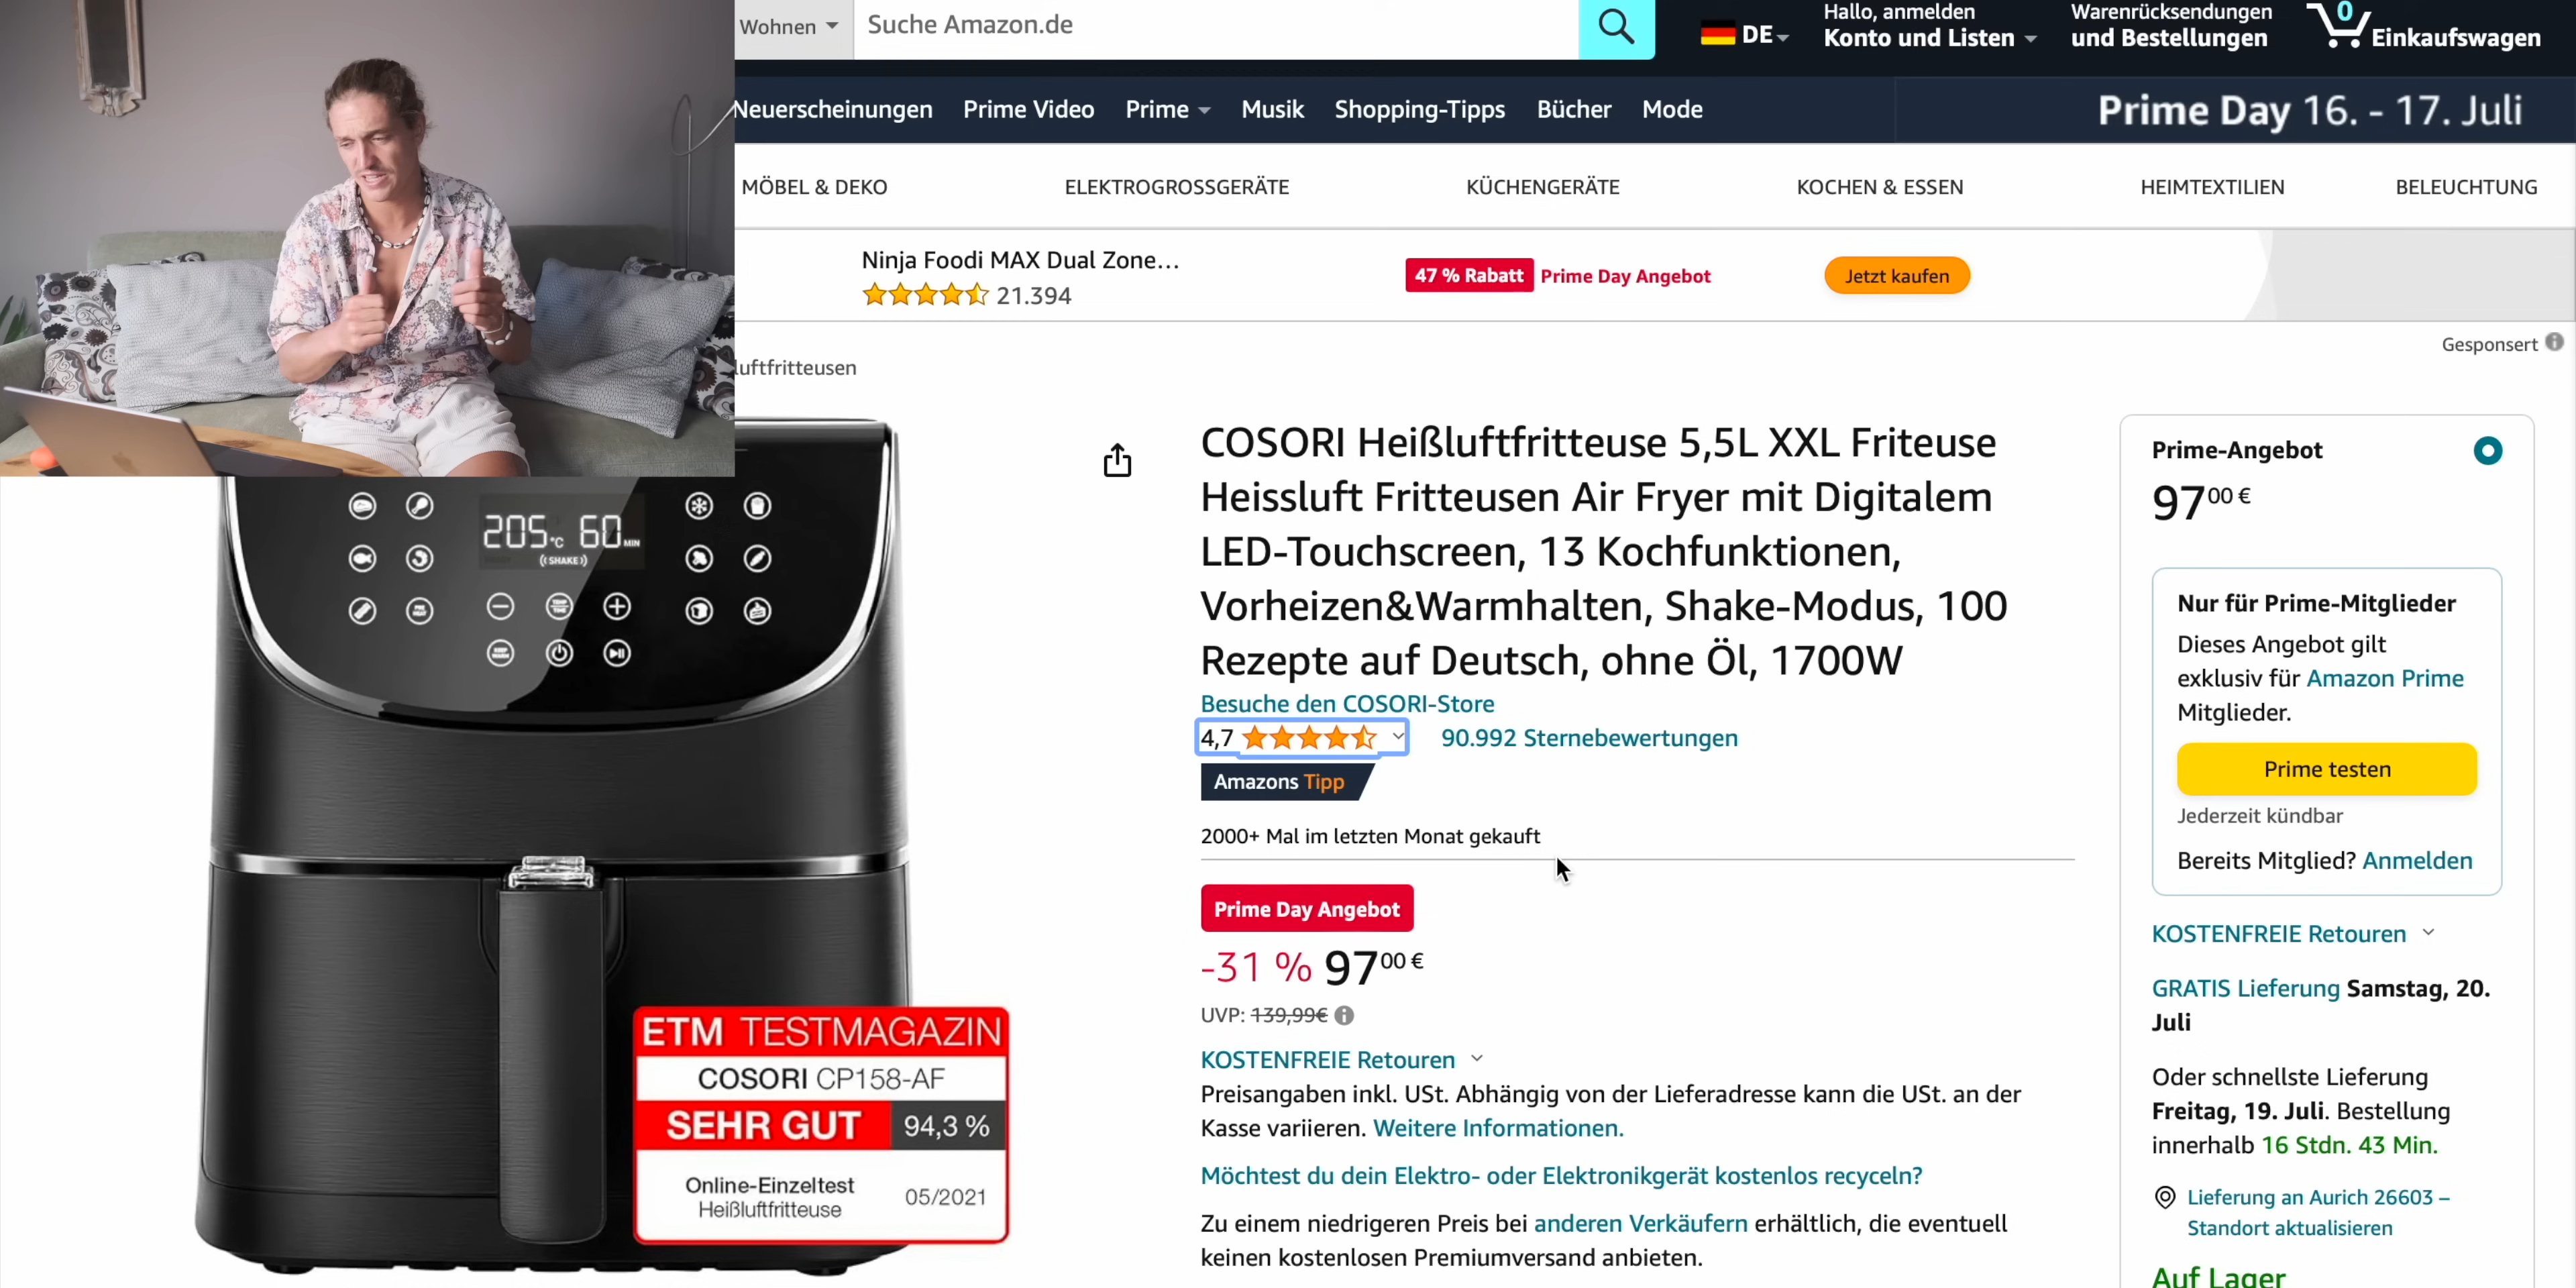 Wohnen
Suche Amazon.de
DE
Hallo, anmelden
Konto und Listen
Warenrücksendungen
und Bestellungen
0
Einkaufswagen
Neuerscheinungen
Prime Video
Prime
Musik
Shopping-Tipps
Bücher
Mode
Prime Day 16. - 17. Juli
MÖBEL & DEKO
ELEKTROGROSSGERÄTE
KÜCHENGERÄTE
KOCHEN & ESSEN
HEIMTEXTILIEN
BELEUCHTUNG
Ninja Foodi MAX Dual Zone…
21.394
47 % Rabatt Prime Day Angebot
Jetzt kaufen
Gesponsert
luftfritteusen
205 °C 60 MIN
(( SHAKE ))
TEMP
TIME
PRE
HEAT
KEEP
WARM
ETM TESTMAGAZIN
COSORI CP158-AF
SEHR GUT 94,3 %
Online-Einzeltest
Heißluftfritteuse
05/2021
COSORI Heißluftfritteuse 5,5L XXL Friteuse
Heissluft Fritteusen Air Fryer mit Digitalem
LED-Touchscreen, 13 Kochfunktionen,
Vorheizen&Warmhalten, Shake-Modus, 100
Rezepte auf Deutsch, ohne Öl, 1700W
Besuche den COSORI-Store
4,7
90.992 Sternebewertungen
Amazons Tipp
2000+ Mal im letzten Monat gekauft
Prime Day Angebot
-31 % 97⁰⁰ €
UVP: 139,99€
KOSTENFREIE Retouren
Preisangaben inkl. USt. Abhängig von der Lieferadresse kann die USt. an der
Kasse variieren. Weitere Informationen.
Möchtest du dein Elektro- oder Elektronikgerät kostenlos recyceln?
Zu einem niedrigeren Preis bei anderen Verkäufern erhältlich, die eventuell
keinen kostenlosen Premiumversand anbieten.
Prime-Angebot
97⁰⁰ €
Nur für Prime-Mitglieder
Dieses Angebot gilt
exklusiv für Amazon Prime
Mitglieder.
Prime testen
Jederzeit kündbar
Bereits Mitglied? Anmelden
KOSTENFREIE Retouren
GRATIS Lieferung Samstag, 20.
Juli
Oder schnellste Lieferung
Freitag, 19. Juli. Bestellung
innerhalb 16 Stdn. 43 Min.
Lieferung an Aurich 26603 –
Standort aktualisieren
Auf Lager